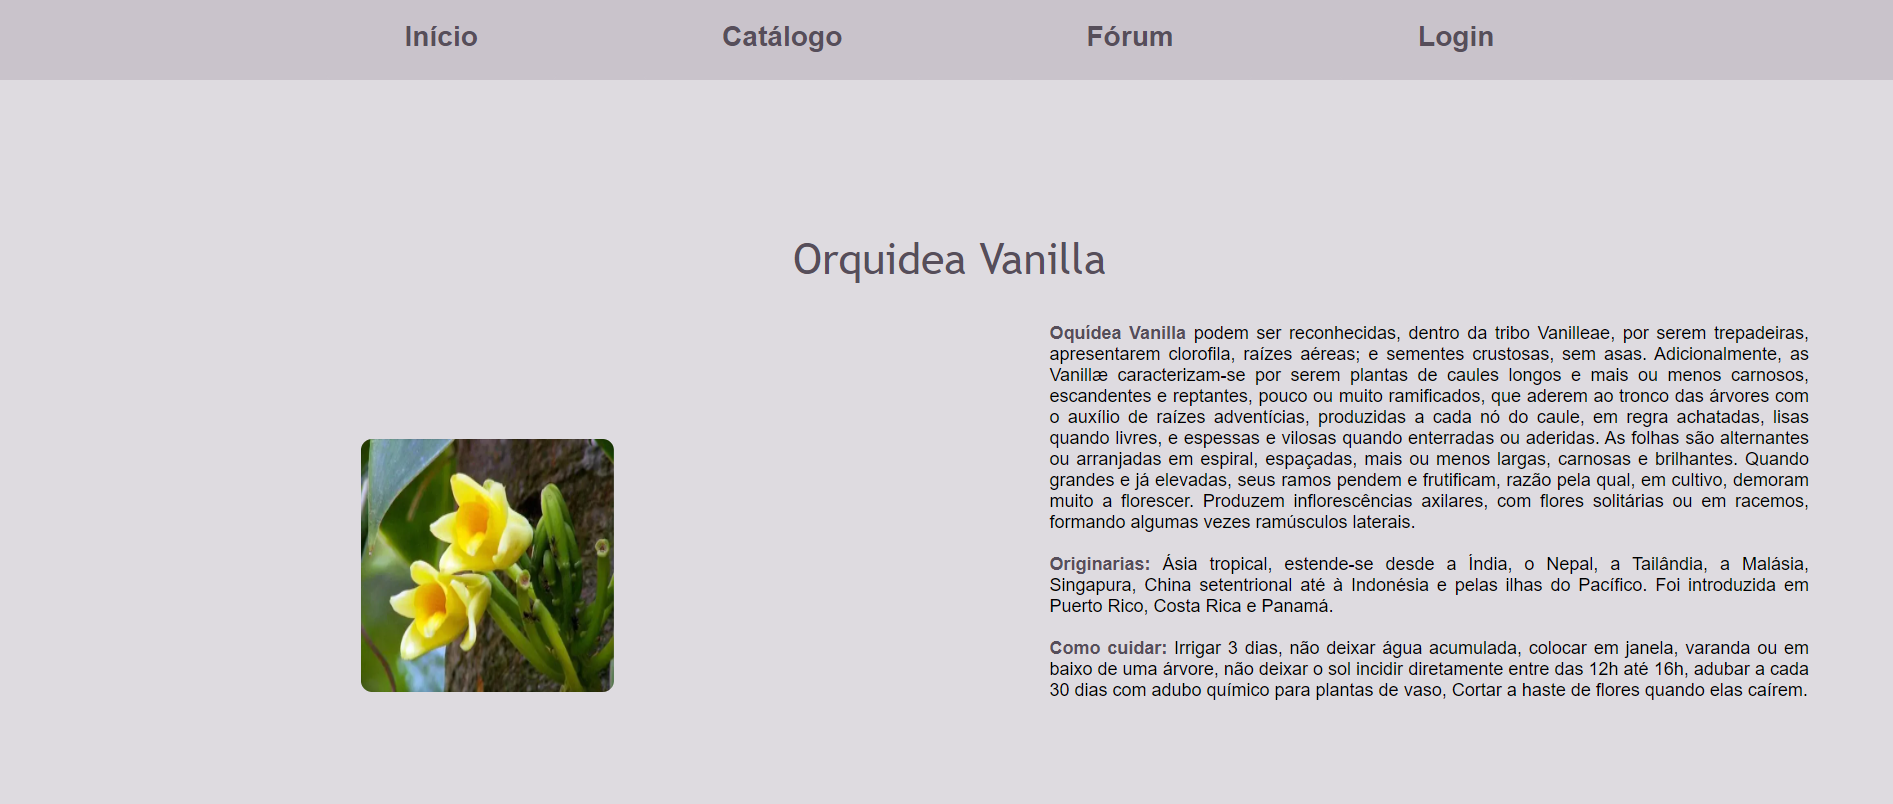 Início Catálogo Fórum Login
Orquidea Vanilla
Oquídea Vanilla podem ser reconhecidas, dentro da tribo Vanilleae, por serem trepadeiras,
apresentarem clorofila, raízes aéreas; e sementes crustosas, sem asas. Adicionalmente, as
Vanillæ caracterizam-se por serem plantas de caules longos e mais ou menos carnosos,
escandentes e reptantes, pouco ou muito ramificados, que aderem ao tronco das árvores com
o auxílio de raízes adventícias, produzidas a cada nó do caule, em regra achatadas, lisas
quando livres, e espessas e vilosas quando enterradas ou aderidas. As folhas são alternantes
ou arranjadas em espiral, espaçadas, mais ou menos largas, carnosas e brilhantes. Quando
grandes e já elevadas, seus ramos pendem e frutificam, razão pela qual, em cultivo, demoram
muito a florescer. Produzem inflorescências axilares, com flores solitárias ou em racemos,
formando algumas vezes ramúsculos laterais.
Originarias: Ásia tropical, estende-se desde a Índia, o Nepal, a Tailândia, a Malásia,
Singapura, China setentrional até à Indonésia e pelas ilhas do Pacífico. Foi introduzida em
Puerto Rico, Costa Rica e Panamá.
Como cuidar: Irrigar 3 dias, não deixar água acumulada, colocar em janela, varanda ou em
baixo de uma árvore, não deixar o sol incidir diretamente entre das 12h até 16h, adubar a cada
30 dias com adubo químico para plantas de vaso, Cortar a haste de flores quando elas caírem.